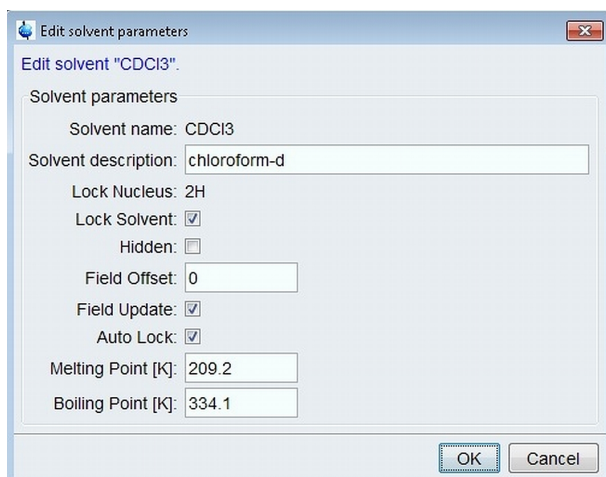 Edit solvent parameters
Edit solvent "CDCl3".
Solvent parameters
Solvent name: CDCl3
Solvent description: chloroform-d
Lock Nucleus: 2H
Lock Solvent:
Hidden:
Field Offset: 0
Field Update:
Auto Lock:
Melting Point [K]: 209.2
Boiling Point [K]: 334.1
OK Cancel